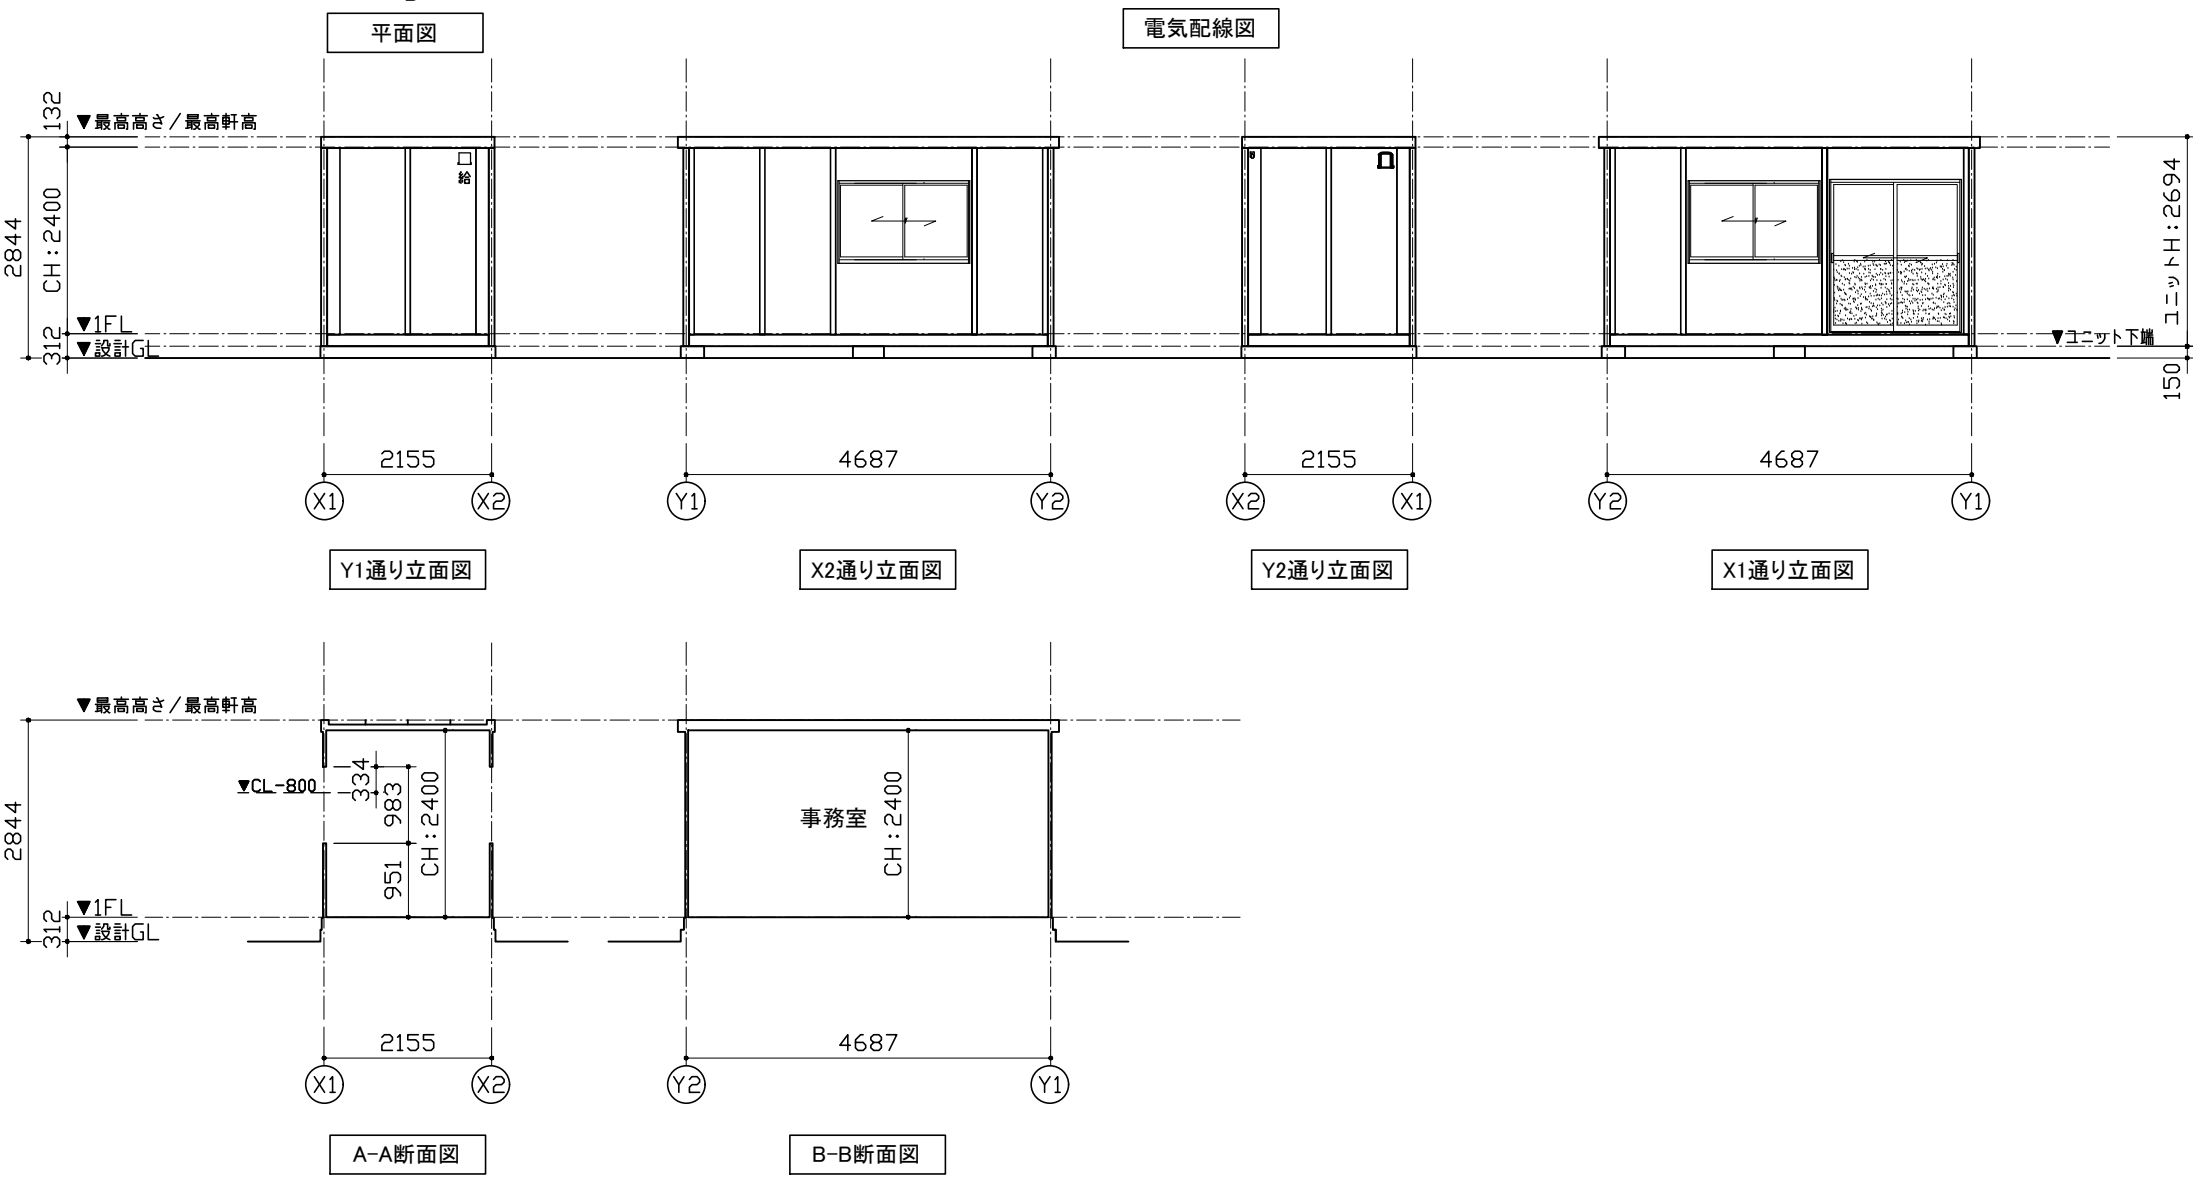 平面図
電気配線図
132
▼最高高さ/最高軒高
2844
CH:2400
▼1FL
312
▼設計GL
給
ユニットH:2694
▼ユニット下端
150
2155
4687
2155
4687
X1
X2
Y1
Y2
X2
X1
Y2
Y1
Y1通り立面図
X2通り立面図
Y2通り立面図
X1通り立面図
▼最高高さ/最高軒高
2844
▼CL-800
334
983
951
CH:2400
事務室
CH:2400
▼1FL
312
▼設計GL
2155
4687
X1
X2
Y2
Y1
A-A断面図
B-B断面図